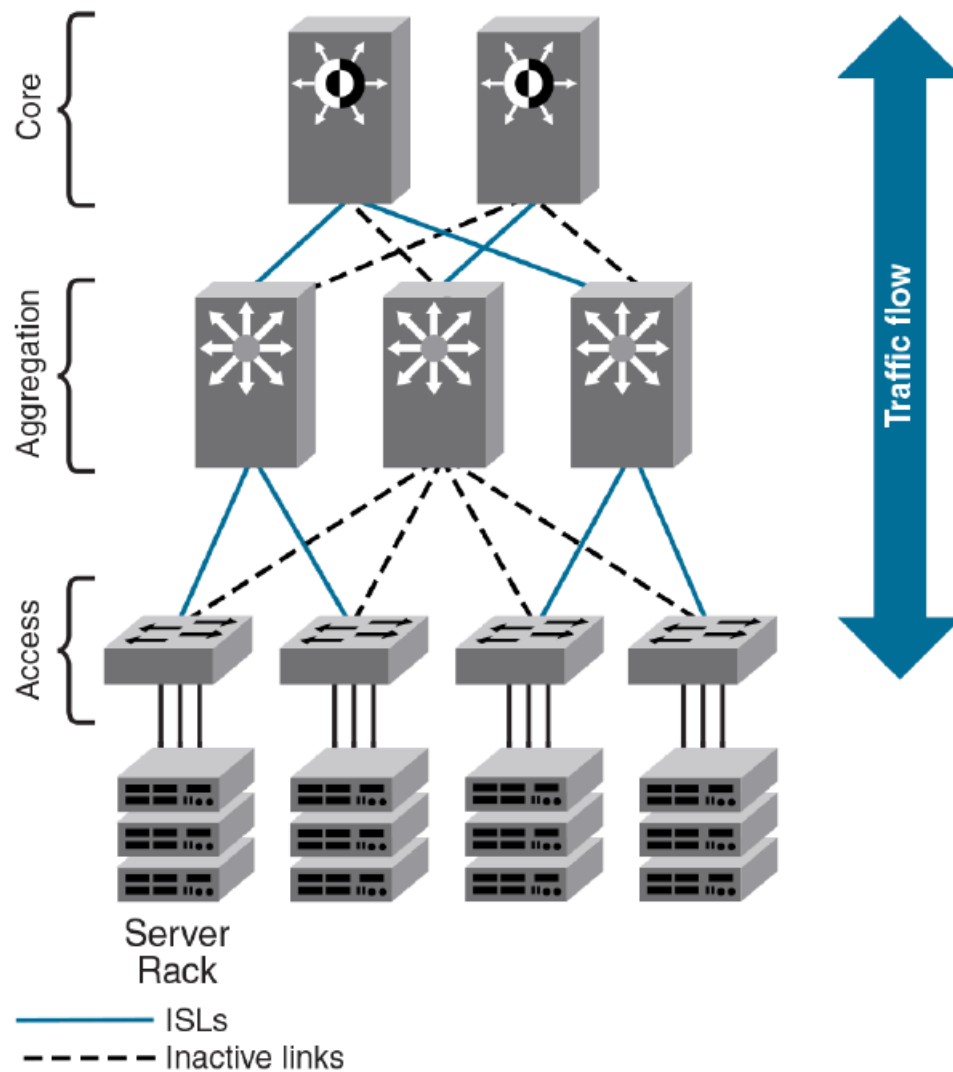 Core
Aggregation
Access
Traffic flow
Server
Rack
ISLs
Inactive links